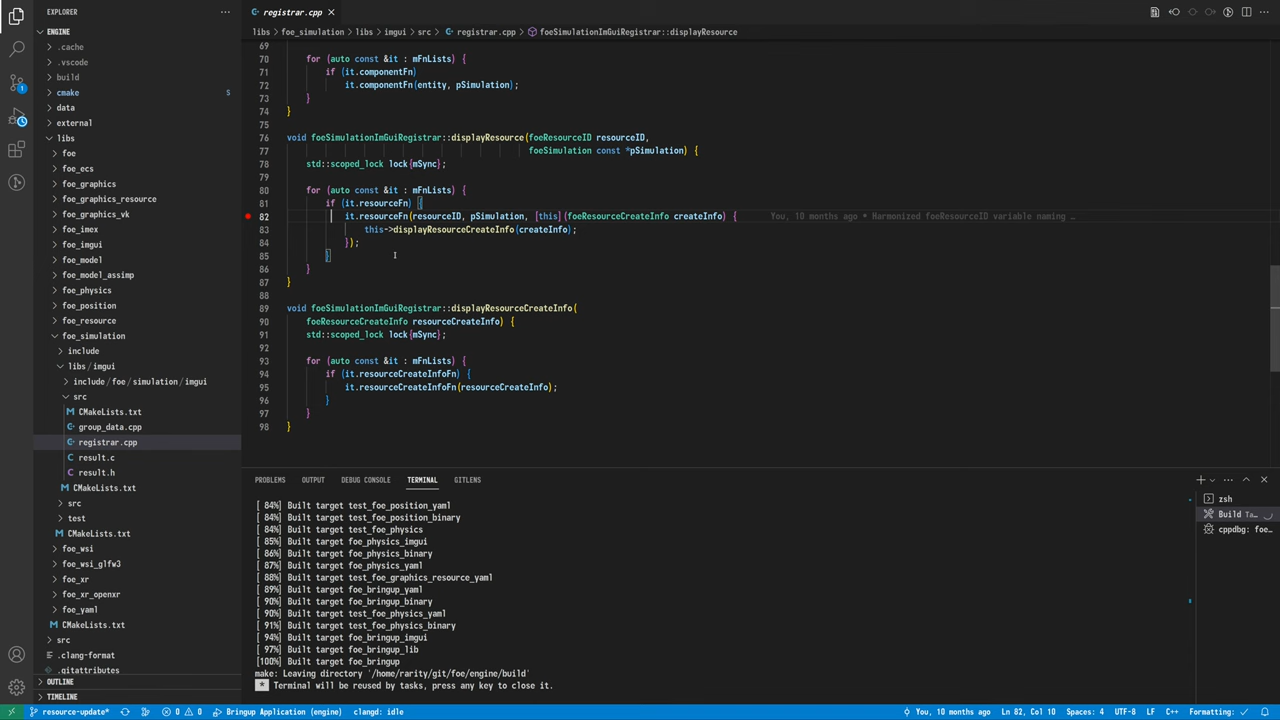 EXPLORER
ENGINE
.cache
.vscode
build
cmake S
data
external
libs
foe
foe_ecs
foe_graphics
foe_graphics_resource
foe_graphics_vk
foe_imex
foe_imgui
foe_model
foe_model_assimp
foe_physics
foe_position
foe_resource
foe_simulation
include
libs / imgui
include / foe / simulation / imgui
src
CMakeLists.txt
group_data.cpp
registrar.cpp
result.c
result.h
CMakeLists.txt
src
test
CMakeLists.txt
foe_wsi
foe_wsi_glfw3
foe_xr
foe_xr_openxr
foe_yaml
CMakeLists.txt
src
.clang-format
.gitattributes
OUTLINE
TIMELINE
registrar.cpp
libs > foe_simulation > libs > imgui > src > registrar.cpp > foeSimulationImGuiRegistrar::displayResource
69
70 for (auto const &it : mFnLists) {
71 if (it.componentFn)
72 it.componentFn(entity, pSimulation);
73 }
74 }
75
76 void foeSimulationImGuiRegistrar::displayResource(foeResourceID resourceID,
77 foeSimulation const *pSimulation) {
78 std::scoped_lock lock{mSync};
79
80 for (auto const &it : mFnLists) {
81 if (it.resourceFn) {
82 it.resourceFn(resourceID, pSimulation, [this](foeResourceCreateInfo createInfo) { You, 10 months ago • Harmonized foeResourceID variable naming …
83 this->displayResourceCreateInfo(createInfo);
84 });
85 }
86 }
87 }
88
89 void foeSimulationImGuiRegistrar::displayResourceCreateInfo(
90 foeResourceCreateInfo resourceCreateInfo) {
91 std::scoped_lock lock{mSync};
92
93 for (auto const &it : mFnLists) {
94 if (it.resourceCreateInfoFn) {
95 it.resourceCreateInfoFn(resourceCreateInfo);
96 }
97 }
98 }
PROBLEMS OUTPUT DEBUG CONSOLE TERMINAL GITLENS
[ 84%] Built target test_foe_position_yaml
[ 84%] Built target test_foe_position_binary
[ 84%] Built target test_foe_physics
[ 85%] Built target foe_physics_imgui
[ 86%] Built target foe_physics_binary
[ 87%] Built target foe_physics_yaml
[ 88%] Built target test_foe_graphics_resource_yaml
[ 89%] Built target foe_bringup_yaml
[ 90%] Built target foe_bringup_binary
[ 90%] Built target test_foe_physics_yaml
[ 91%] Built target test_foe_physics_binary
[ 94%] Built target foe_bringup_imgui
[ 97%] Built target foe_bringup_lib
[100%] Built target foe_bringup
make: Leaving directory '/home/rarity/git/foe/engine/build'
* Terminal will be reused by tasks, press any key to close it.
zsh
Build Ta…
cppdbg: foe…
resource-update* 0 0 Bringup Application (engine) clangd: idle You, 10 months ago Ln 82, Col 10 Spaces: 4 UTF-8 LF C++ Formatting: ✓